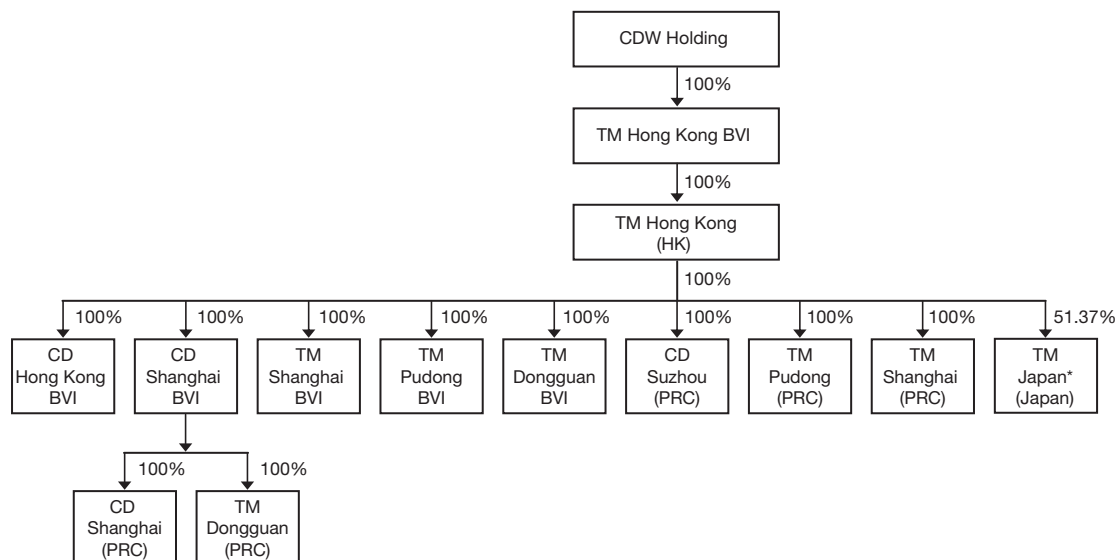 CDW Holding
100%
TM Hong Kong BVI
100%
TM Hong Kong
(HK)
100%
100%
100%
100%
100%
100%
100%
100%
100%
51.37%
CD
Hong Kong
BVI
CD
Shanghai
BVI
TM
Shanghai
BVI
TM
Pudong
BVI
TM
Dongguan
BVI
CD
Suzhou
(PRC)
TM
Pudong
(PRC)
TM
Shanghai
(PRC)
TM
Japan*
(Japan)
100%
100%
CD
Shanghai
(PRC)
TM
Dongguan
(PRC)